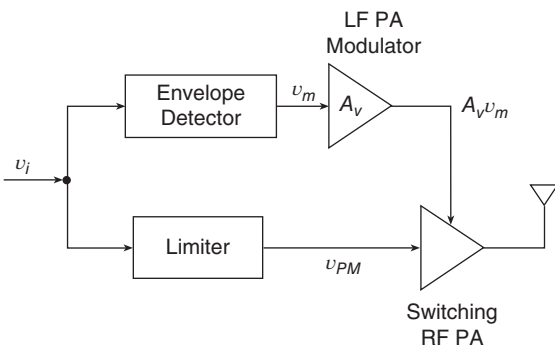 LF PA
Modulator
Envelope
Detector
υm
Av
Avυm
υi
Limiter
υPM
Switching
RF PA